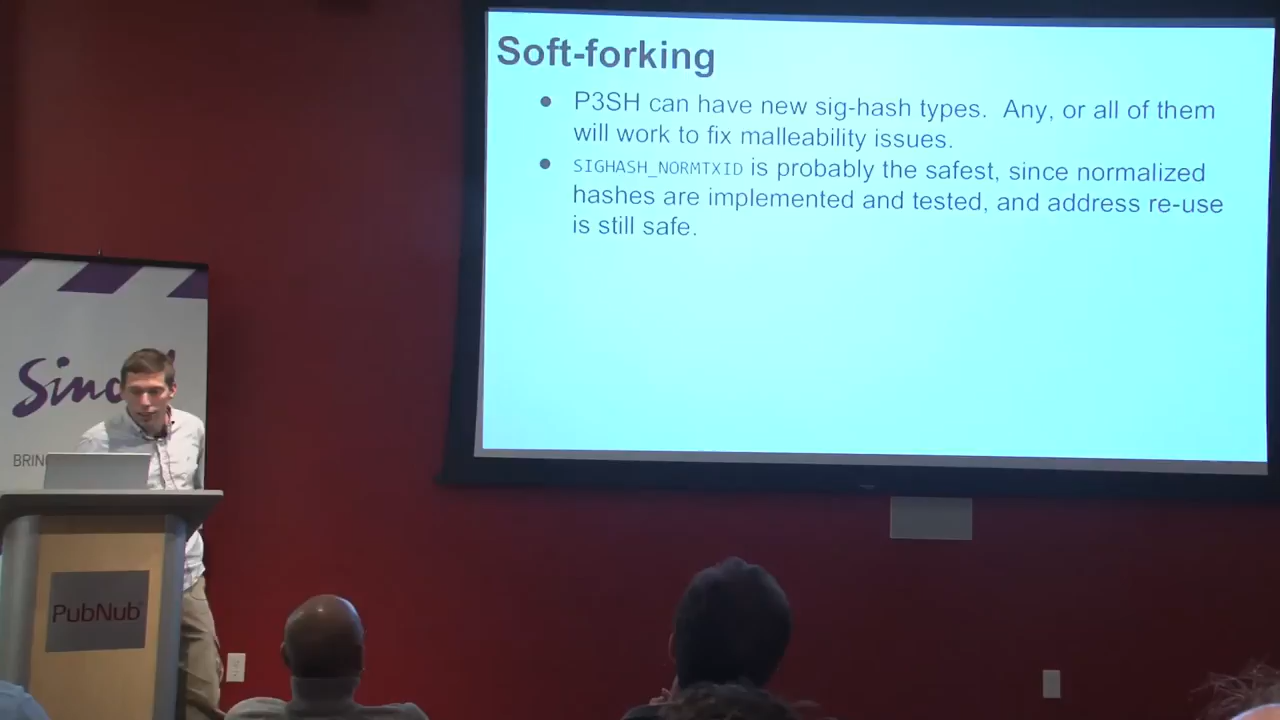 Soft-forking
● P3SH can have new sig-hash types. Any, or all of them
will work to fix malleability issues.
● SIGHASH_NORMTXID is probably the safest, since normalized
hashes are implemented and tested, and address re-use
is still safe.
PubNub